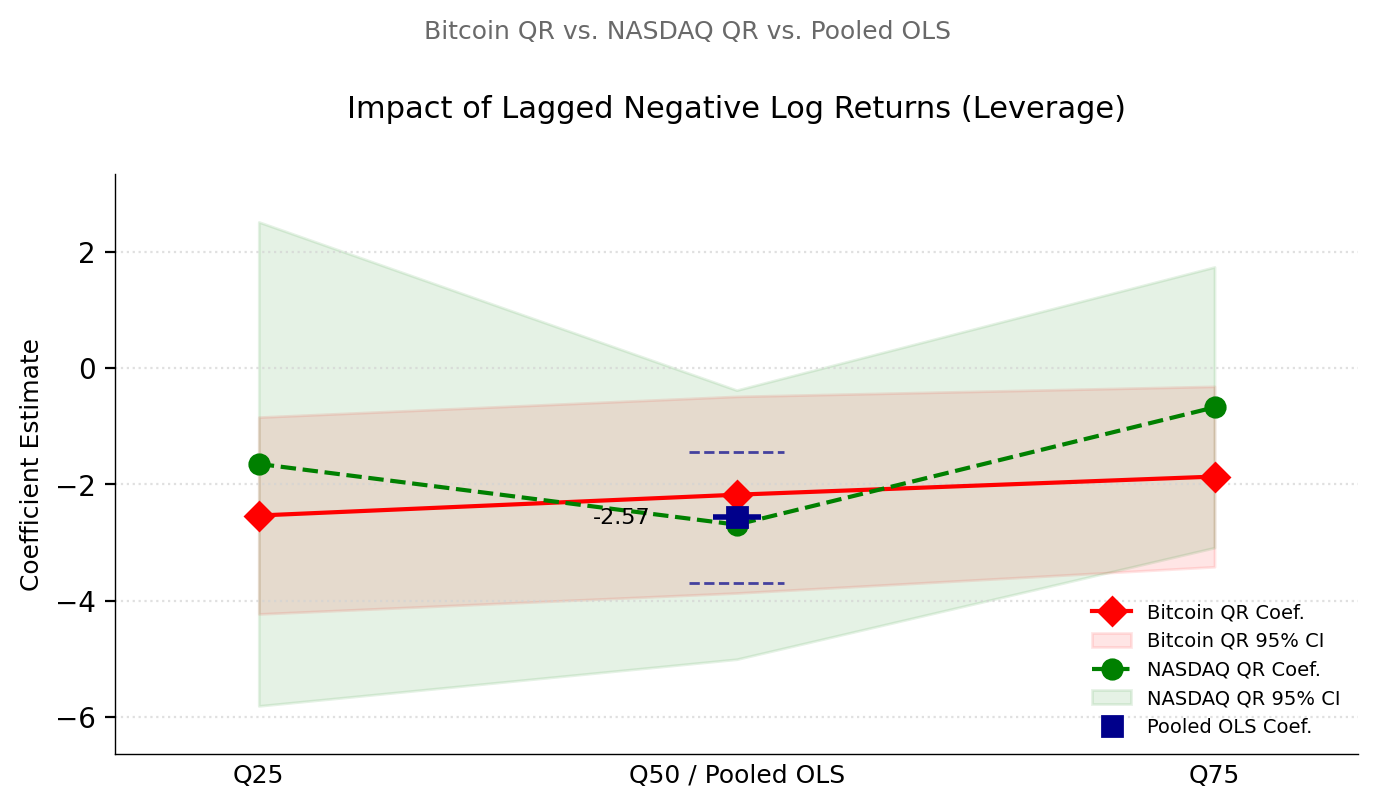 Bitcoin QR vs. NASDAQ QR vs. Pooled OLS
Impact of Lagged Negative Log Returns (Leverage)
Coefficient Estimate
2
0
−2
−4
−6
-2.57
Bitcoin QR Coef.
Bitcoin QR 95% CI
NASDAQ QR Coef.
NASDAQ QR 95% CI
Pooled OLS Coef.
Q25
Q50 / Pooled OLS
Q75